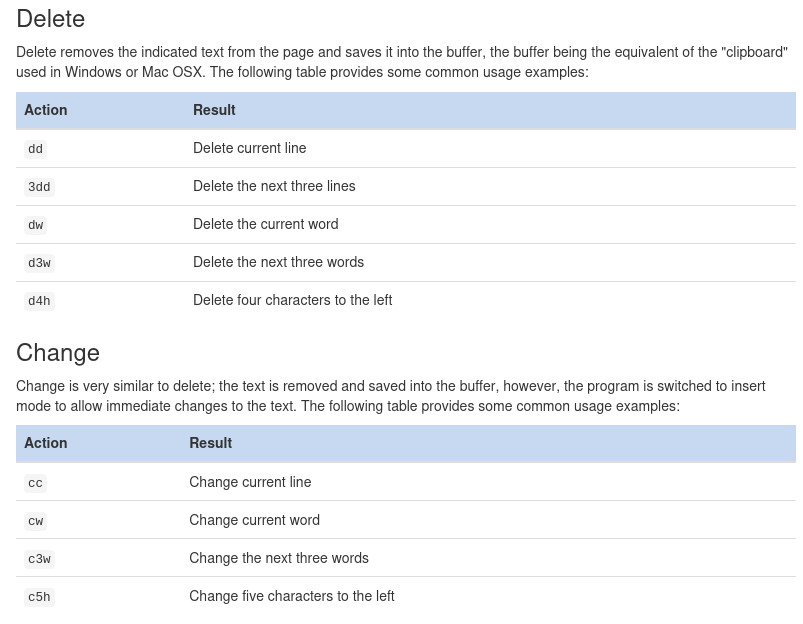 Delete
Delete removes the indicated text from the page and saves it into the buffer, the buffer being the equivalent of the "clipboard"
used in Windows or Mac OSX. The following table provides some common usage examples:
Action Result
dd Delete current line
3dd Delete the next three lines
dw Delete the current word
d3w Delete the next three words
d4h Delete four characters to the left
Change
Change is very similar to delete; the text is removed and saved into the buffer, however, the program is switched to insert
mode to allow immediate changes to the text. The following table provides some common usage examples:
Action Result
cc Change current line
cw Change current word
c3w Change the next three words
c5h Change five characters to the left